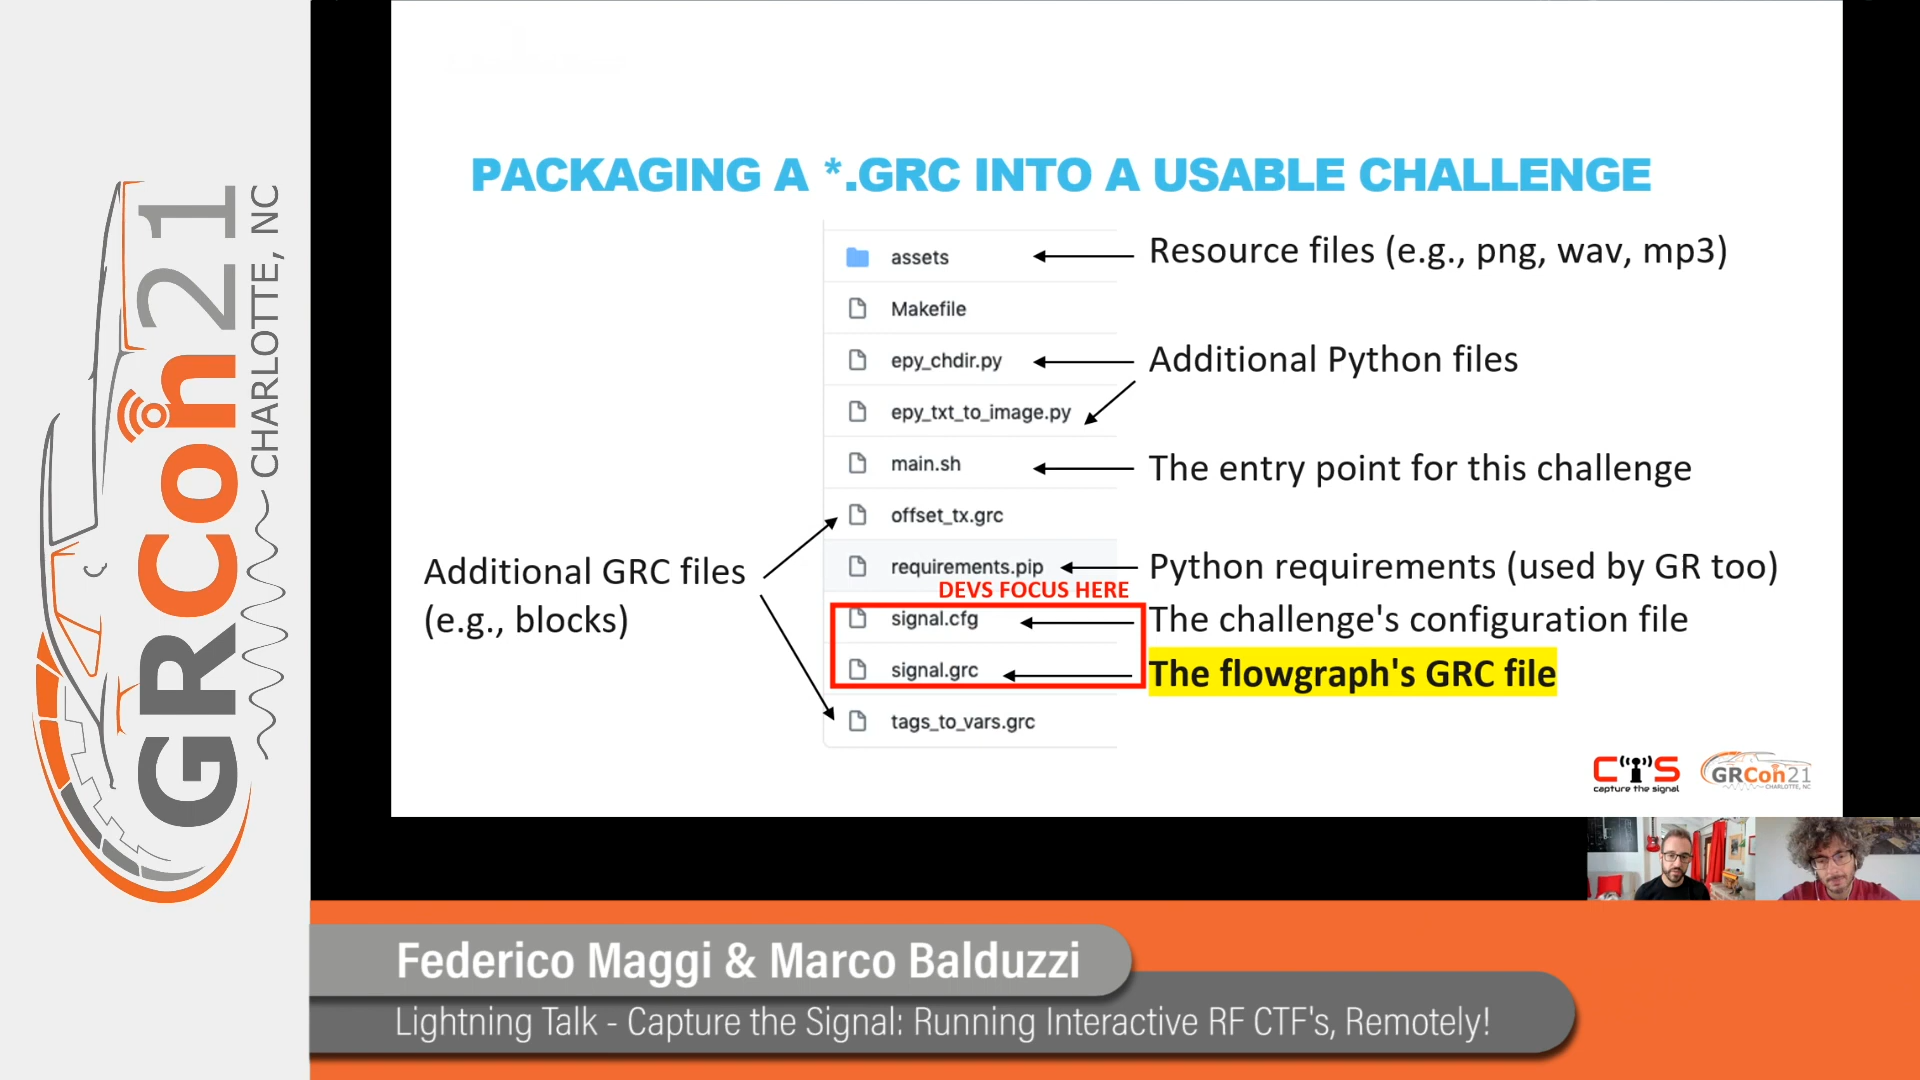 GRCon21
CHARLOTTE, NC
PACKAGING A *.GRC INTO A USABLE CHALLENGE
assets
Resource files (e.g., png, wav, mp3)
Makefile
epy_chdir.py
Additional Python files
epy_txt_to_image.py
main.sh
The entry point for this challenge
offset_tx.grc
Additional GRC files
(e.g., blocks)
requirements.pip
Python requirements (used by GR too)
DEVS FOCUS HERE
signal.cfg
The challenge's configuration file
signal.grc
The flowgraph's GRC file
tags_to_vars.grc
CTS
capture the signal
GRCon21
CHARLOTTE, NC
Federico Maggi & Marco Balduzzi
Lightning Talk - Capture the Signal: Running Interactive RF CTF's, Remotely!